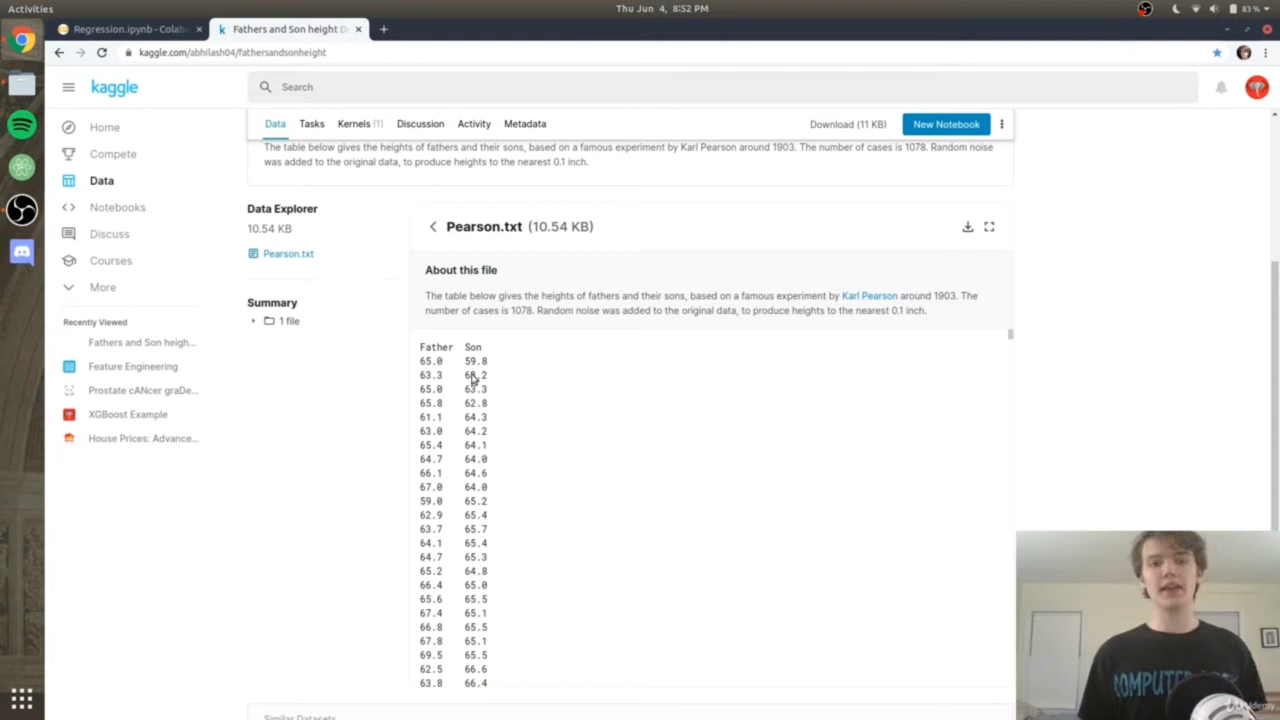 Activities
Thu Jun 4, 8:52 PM
83 %
Regression.ipynb - Colab
Fathers and Son height D
kaggle.com/abhilash04/fathersandsonheight
kaggle
Search
Data Tasks Kernels (1) Discussion Activity Metadata
Download (11 KB)
New Notebook
Home
Compete
Data
Notebooks
Discuss
Courses
More
Recently Viewed
Fathers and Son heigh...
Feature Engineering
Prostate cANcer graDe...
XGBoost Example
House Prices: Advance...
The table below gives the heights of fathers and their sons, based on a famous experiment by Karl Pearson around 1903. The number of cases is 1078. Random noise
was added to the original data, to produce heights to the nearest 0.1 inch.
Data Explorer
10.54 KB
Pearson.txt
Summary
1 file
Pearson.txt (10.54 KB)
About this file
The table below gives the heights of fathers and their sons, based on a famous experiment by Karl Pearson around 1903. The
number of cases is 1078. Random noise was added to the original data, to produce heights to the nearest 0.1 inch.
Father Son
65.0 59.8
63.3
65.0 63.3
65.8 62.8
61.1 64.3
63.0 64.2
65.4 64.1
64.7 64.0
66.1 64.6
67.0 64.0
59.0 65.2
62.9 65.4
63.7 65.7
64.1 65.4
64.7 65.3
65.2 64.8
66.4 65.0
65.6 65.5
67.4 65.1
66.8 65.5
67.8 65.1
69.5 65.5
62.5 66.6
63.8 66.4
Similar Datasets
COMPUTER
Udemy